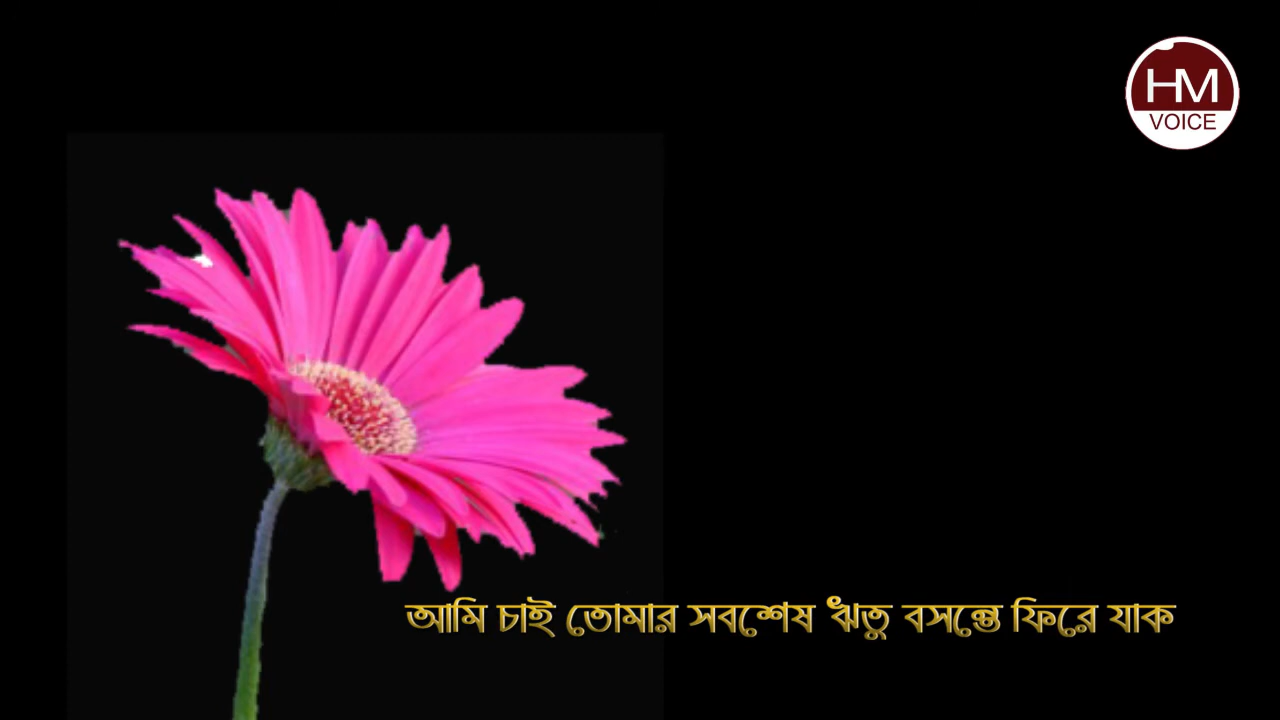 HM
VOICE
আমি চাই তোমার সবশেষ ঋতু বসন্তে ফিরে যাক